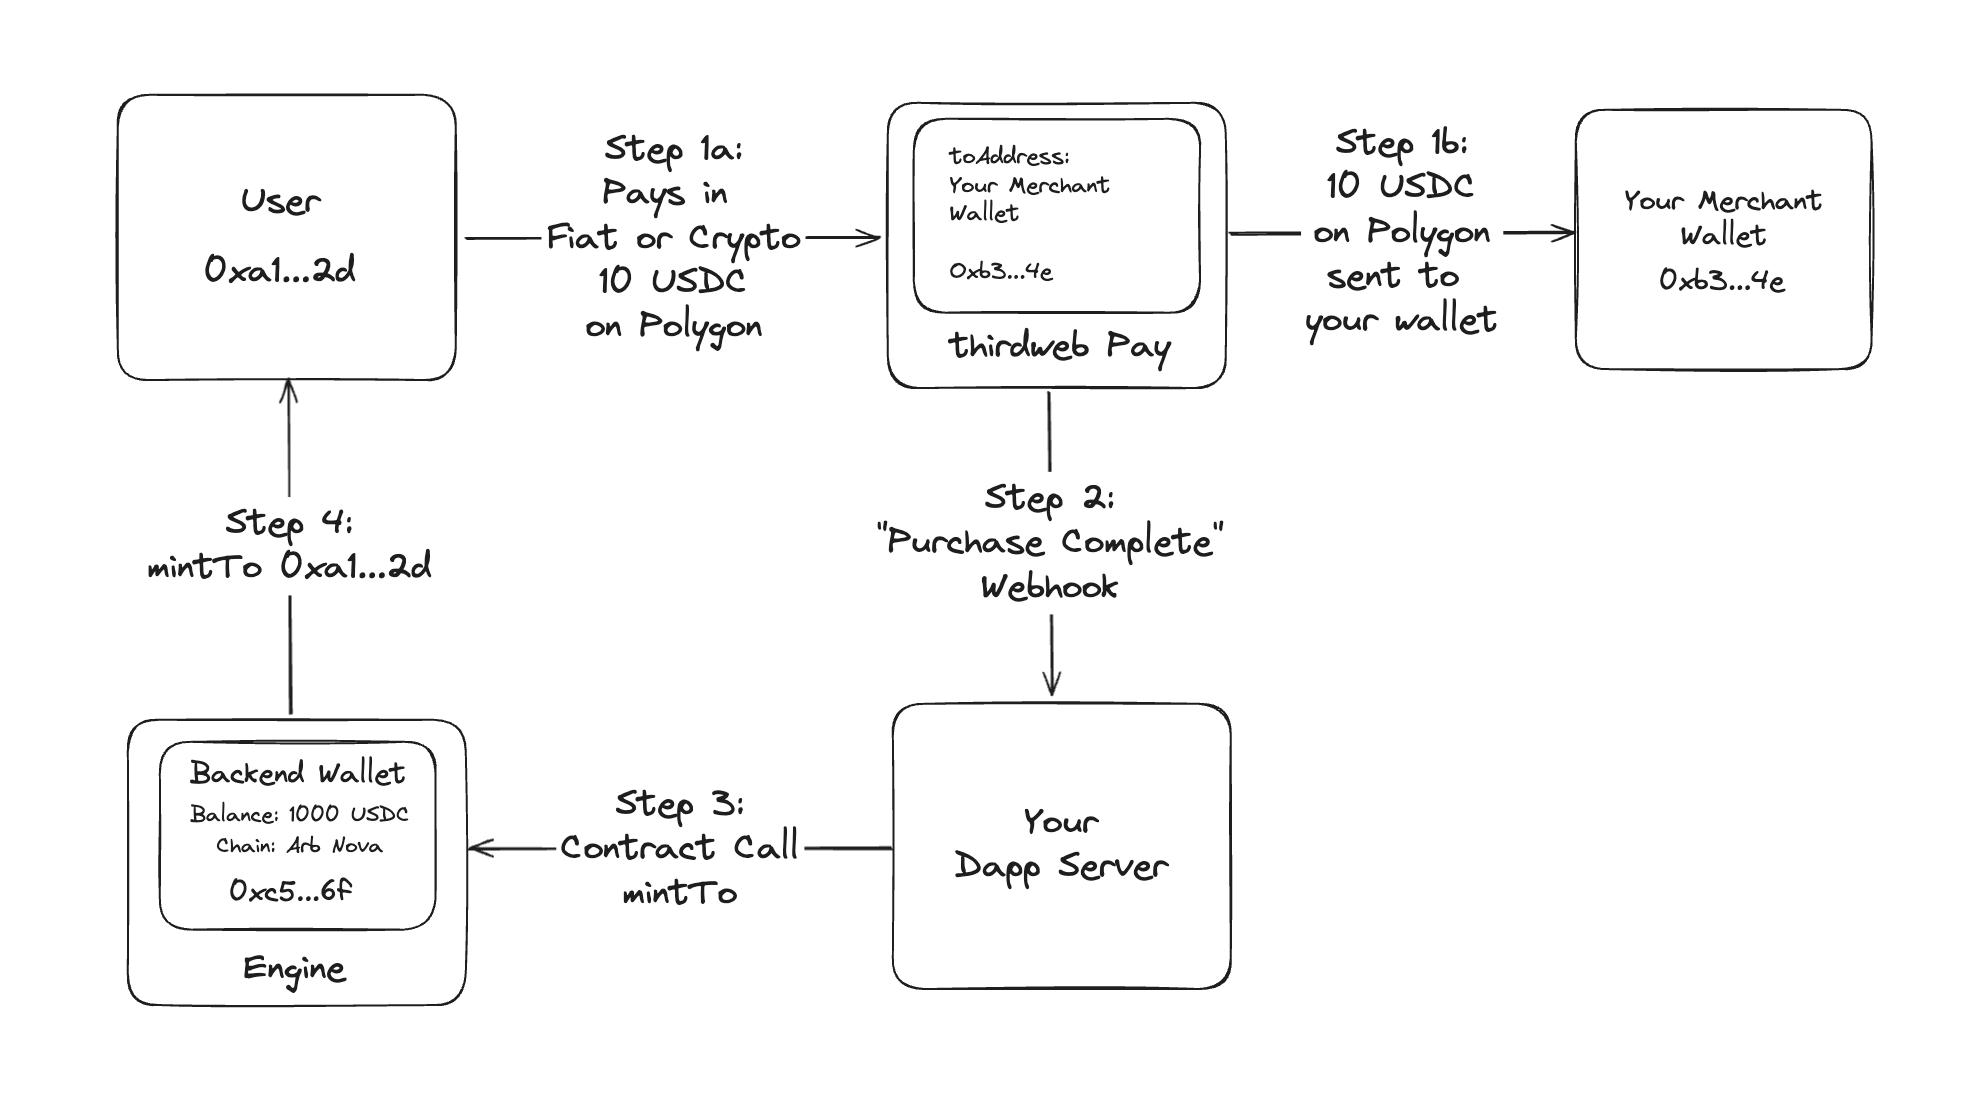 User
0xa1...2d
Step 1a:
Pays in
Fiat or Crypto
10 USDC
on Polygon
toAddress:
Your Merchant
Wallet
0xb3...4e
thirdweb Pay
Step 1b:
10 USDC
on Polygon
sent to
your wallet
Your Merchant
Wallet
0xb3...4e
Step 2:
"Purchase Complete"
Webhook
Your
Dapp Server
Step 3:
Contract Call
mintTo
Backend Wallet
Balance: 1000 USDC
Chain: Arb Nova
0xc5...6f
Engine
Step 4:
mintTo 0xa1...2d